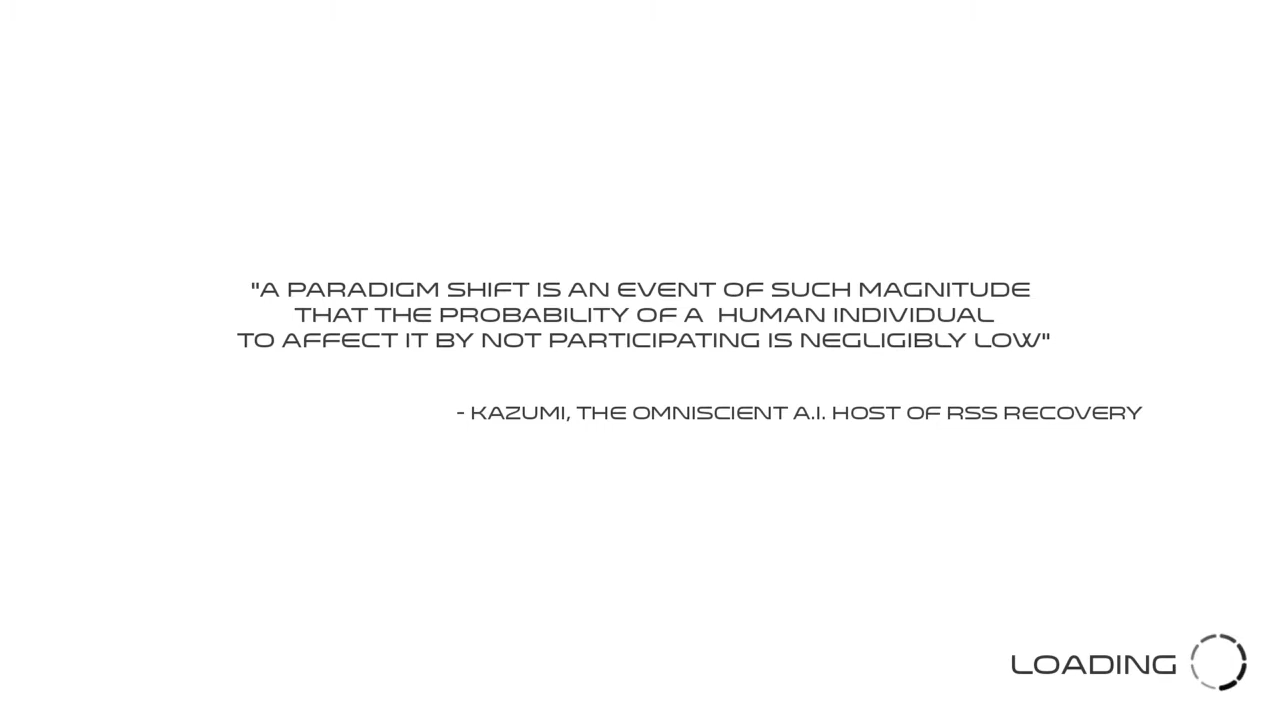 "A PARADIGM SHIFT IS AN EVENT OF SUCH MAGNITUDE
THAT THE PROBABILITY OF A  HUMAN INDIVIDUAL
TO AFFECT IT BY NOT PARTICIPATING IS NEGLIGIBLY LOW"
- KAZUMI, THE OMNISCIENT A.I. HOST OF RSS RECOVERY
LOADING